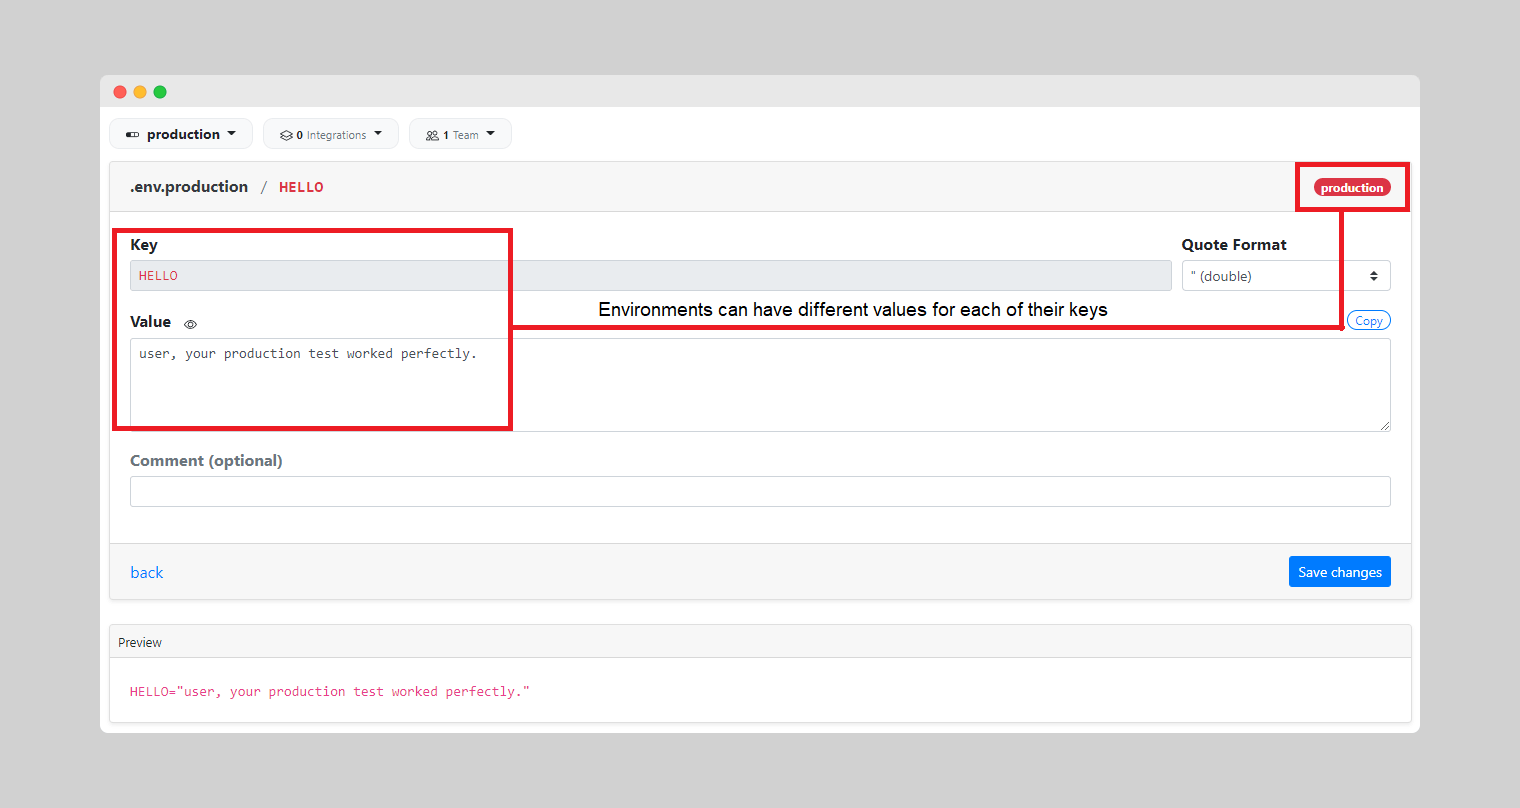 production
0 Integrations
1 Team
.env.production / HELLO
production
Key
Quote Format
HELLO
" (double)
Environments can have different values for each of their keys
Value
Copy
user, your production test worked perfectly.
Comment (optional)
back
Save changes
Preview
HELLO="user, your production test worked perfectly."